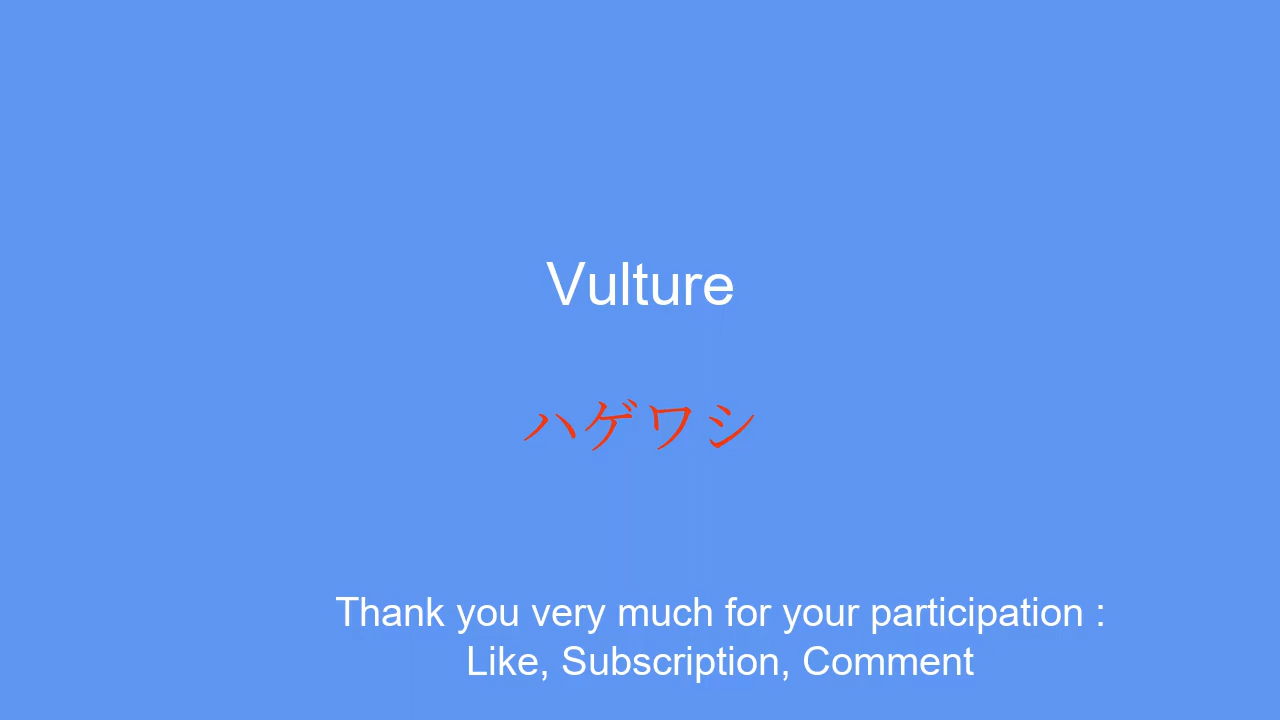 Vulture
ハゲワシ
Thank you very much for your participation :
Like, Subscription, Comment